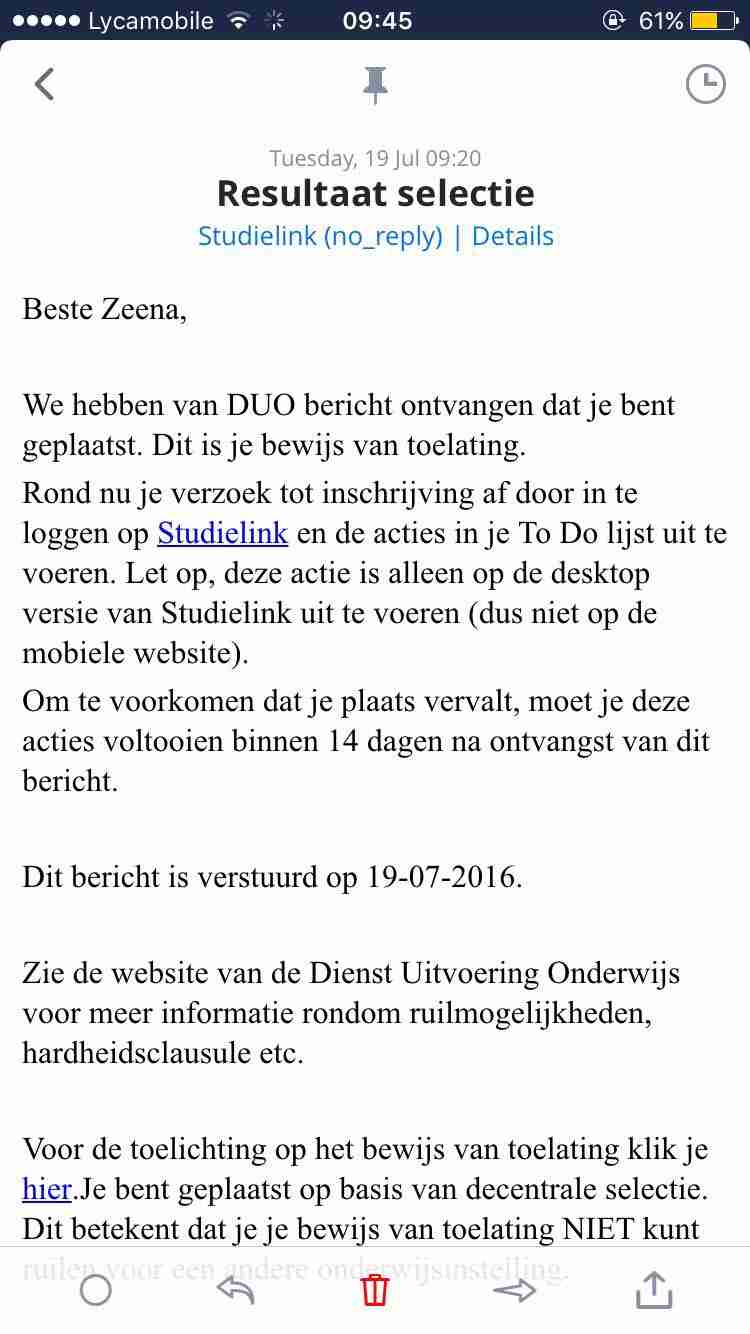 Lycamobile 09:45 61%
Tuesday, 19 Jul 09:20
Resultaat selectie
Studielink (no_reply) | Details
Beste Zeena,
We hebben van DUO bericht ontvangen dat je bent
geplaatst. Dit is je bewijs van toelating.
Rond nu je verzoek tot inschrijving af door in te
loggen op Studielink en de acties in je To Do lijst uit te
voeren. Let op, deze actie is alleen op de desktop
versie van Studielink uit te voeren (dus niet op de
mobiele website).
Om te voorkomen dat je plaats vervalt, moet je deze
acties voltooien binnen 14 dagen na ontvangst van dit
bericht.
Dit bericht is verstuurd op 19-07-2016.
Zie de website van de Dienst Uitvoering Onderwijs
voor meer informatie rondom ruilmogelijkheden,
hardheidsclausule etc.
Voor de toelichting op het bewijs van toelating klik je
hier.Je bent geplaatst op basis van decentrale selectie.
Dit betekent dat je je bewijs van toelating NIET kunt
ruilen voor een andere onderwijsinstelling.